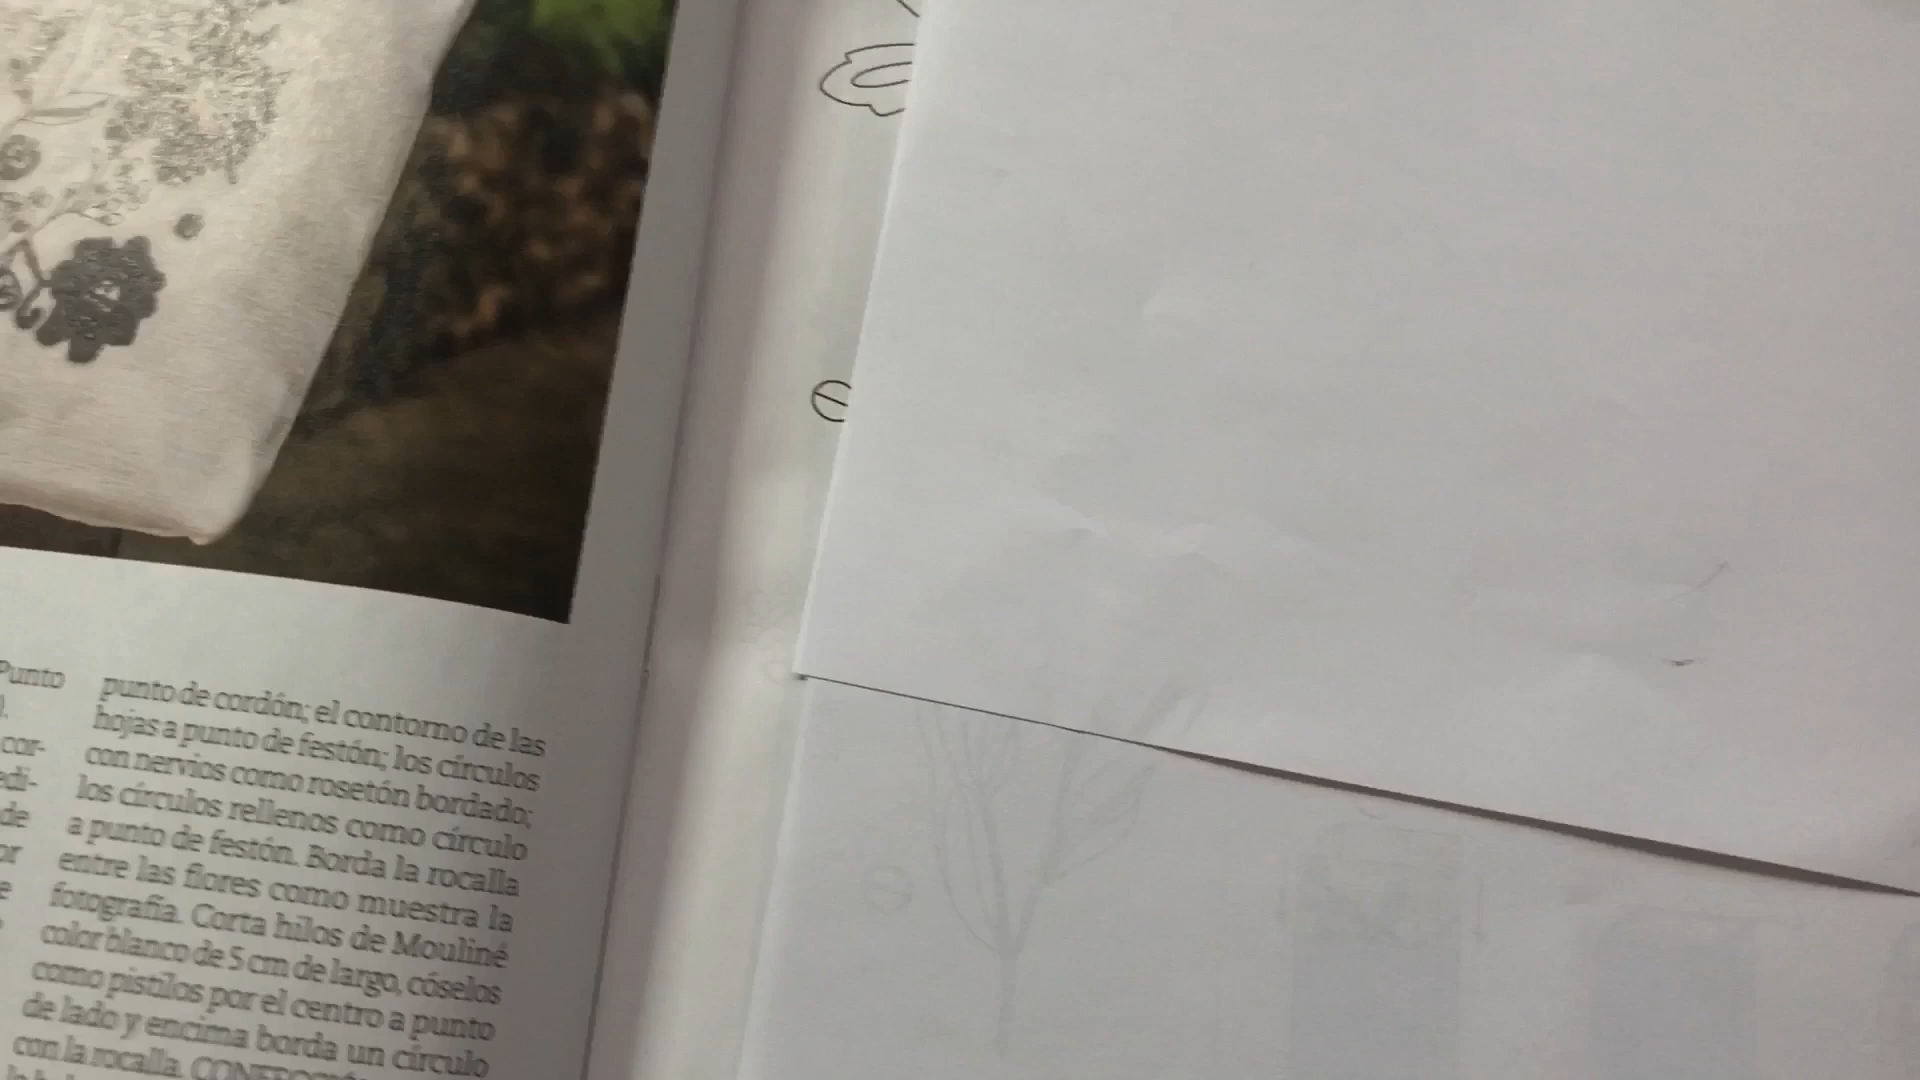 Punto
).
cor-
edi-
de
or
e
punto de cordón; el contorno de las
hojas a punto de festón; los círculos
con nervios como rosetón bordado;
los círculos rellenos como círculo
a punto de festón. Borda la rocalla
entre las flores como muestra la
fotografía. Corta hilos de Mouliné
color blanco de 5 cm de largo, cóselos
como pistilos por el centro a punto
de lado y encima borda un círculo
con la rocalla.